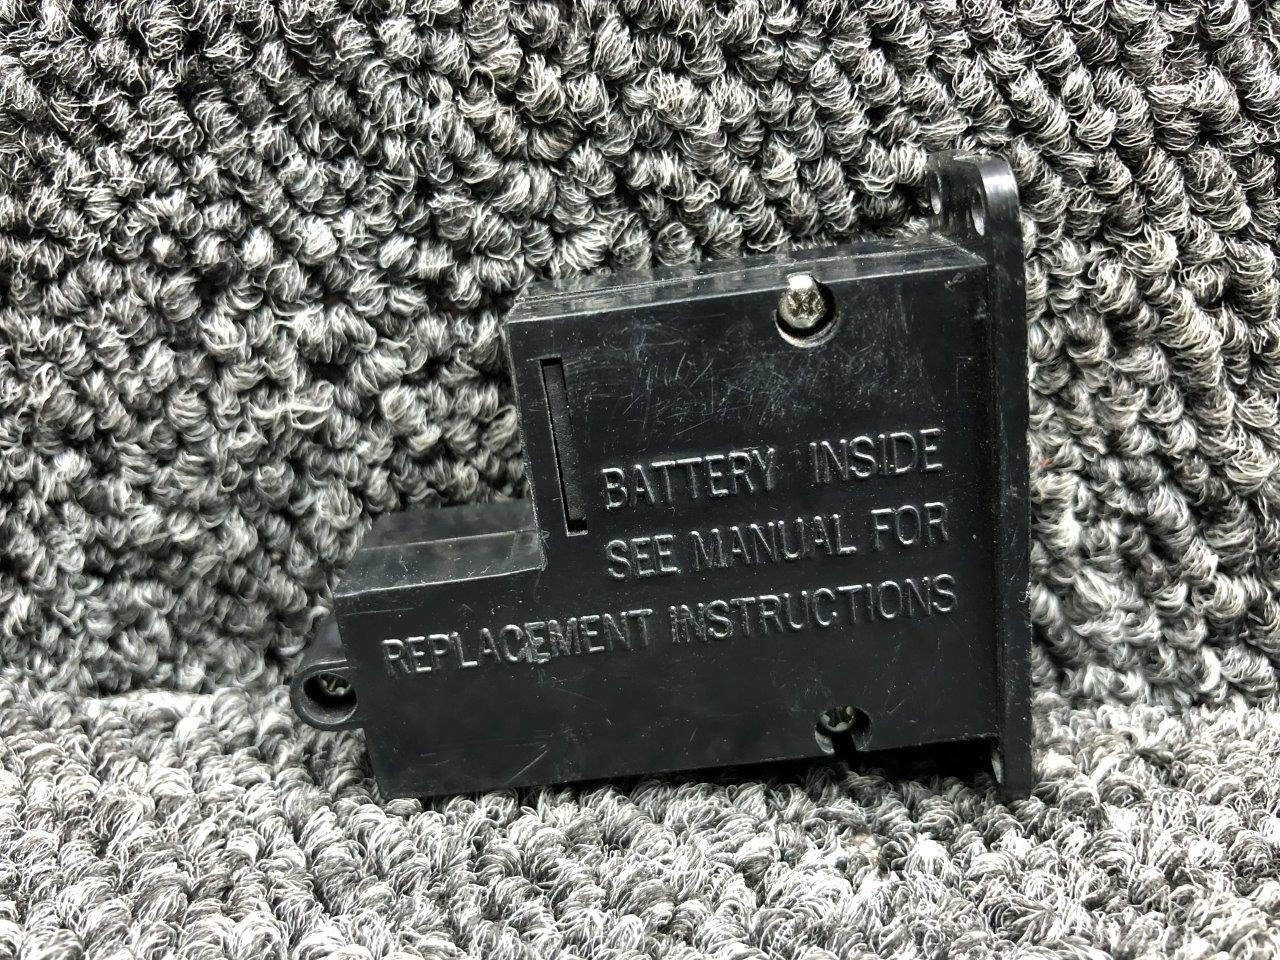 BATTERY INSIDE
SEE MANUAL FOR
REPLACEMENT INSTRUCTIONS